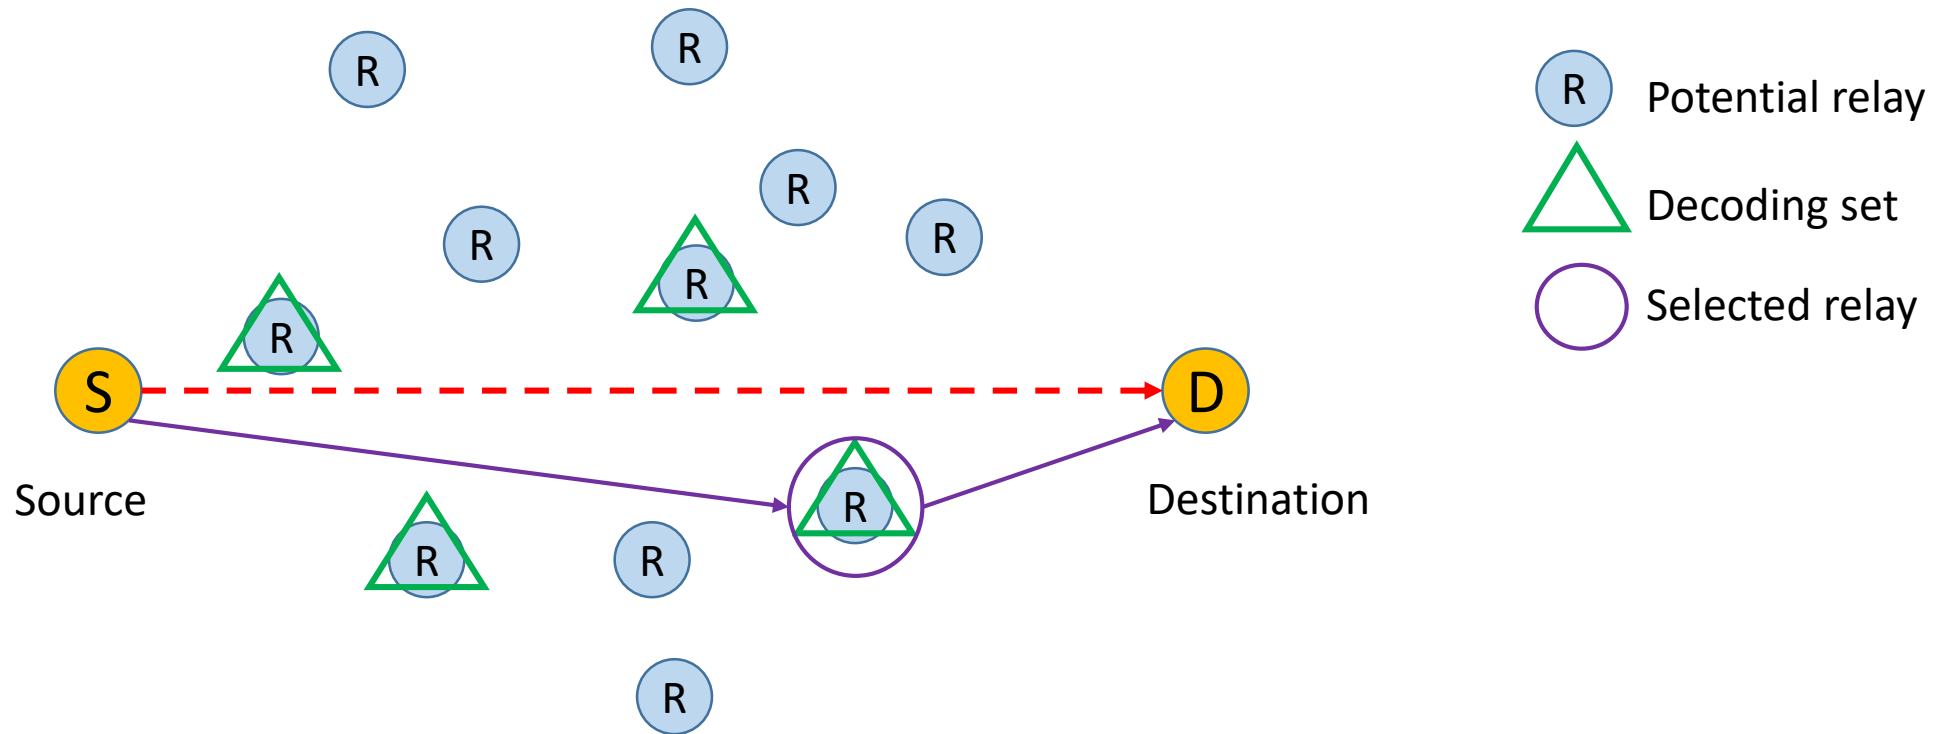 R
R
R
Potential relay
R
R
R
Decoding set
R
R
Selected relay
S
D
Source
R
Destination
R
R
R